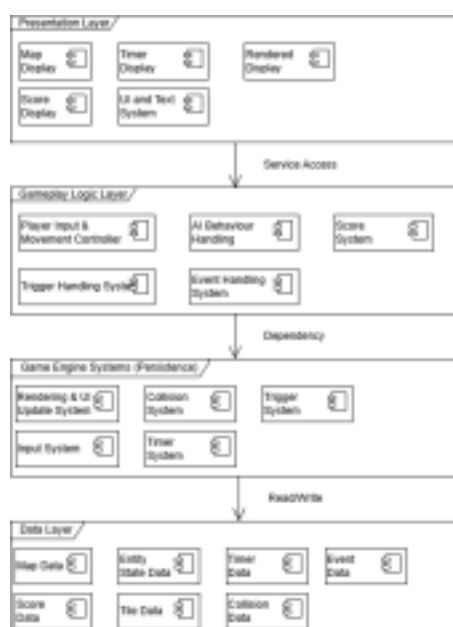 Presentation Layer
Map
Display
Timer
Display
Rendered
Display
Score
Display
UI and Text
System
Service Access
Gameplay Logic Layer
Player Input &
Movement Controller
AI Behaviour
Handling
Score
System
Trigger Handling System
Event Handling
System
Dependency
Game Engine Systems (Persistence)
Rendering & UI
Update System
Collision
System
Trigger
System
Input System
Timer
System
Read/Write
Data Layer
Map Data
Entity
State Data
Timer
Data
Event
Data
Score
Data
Tile Data
Collision
Data